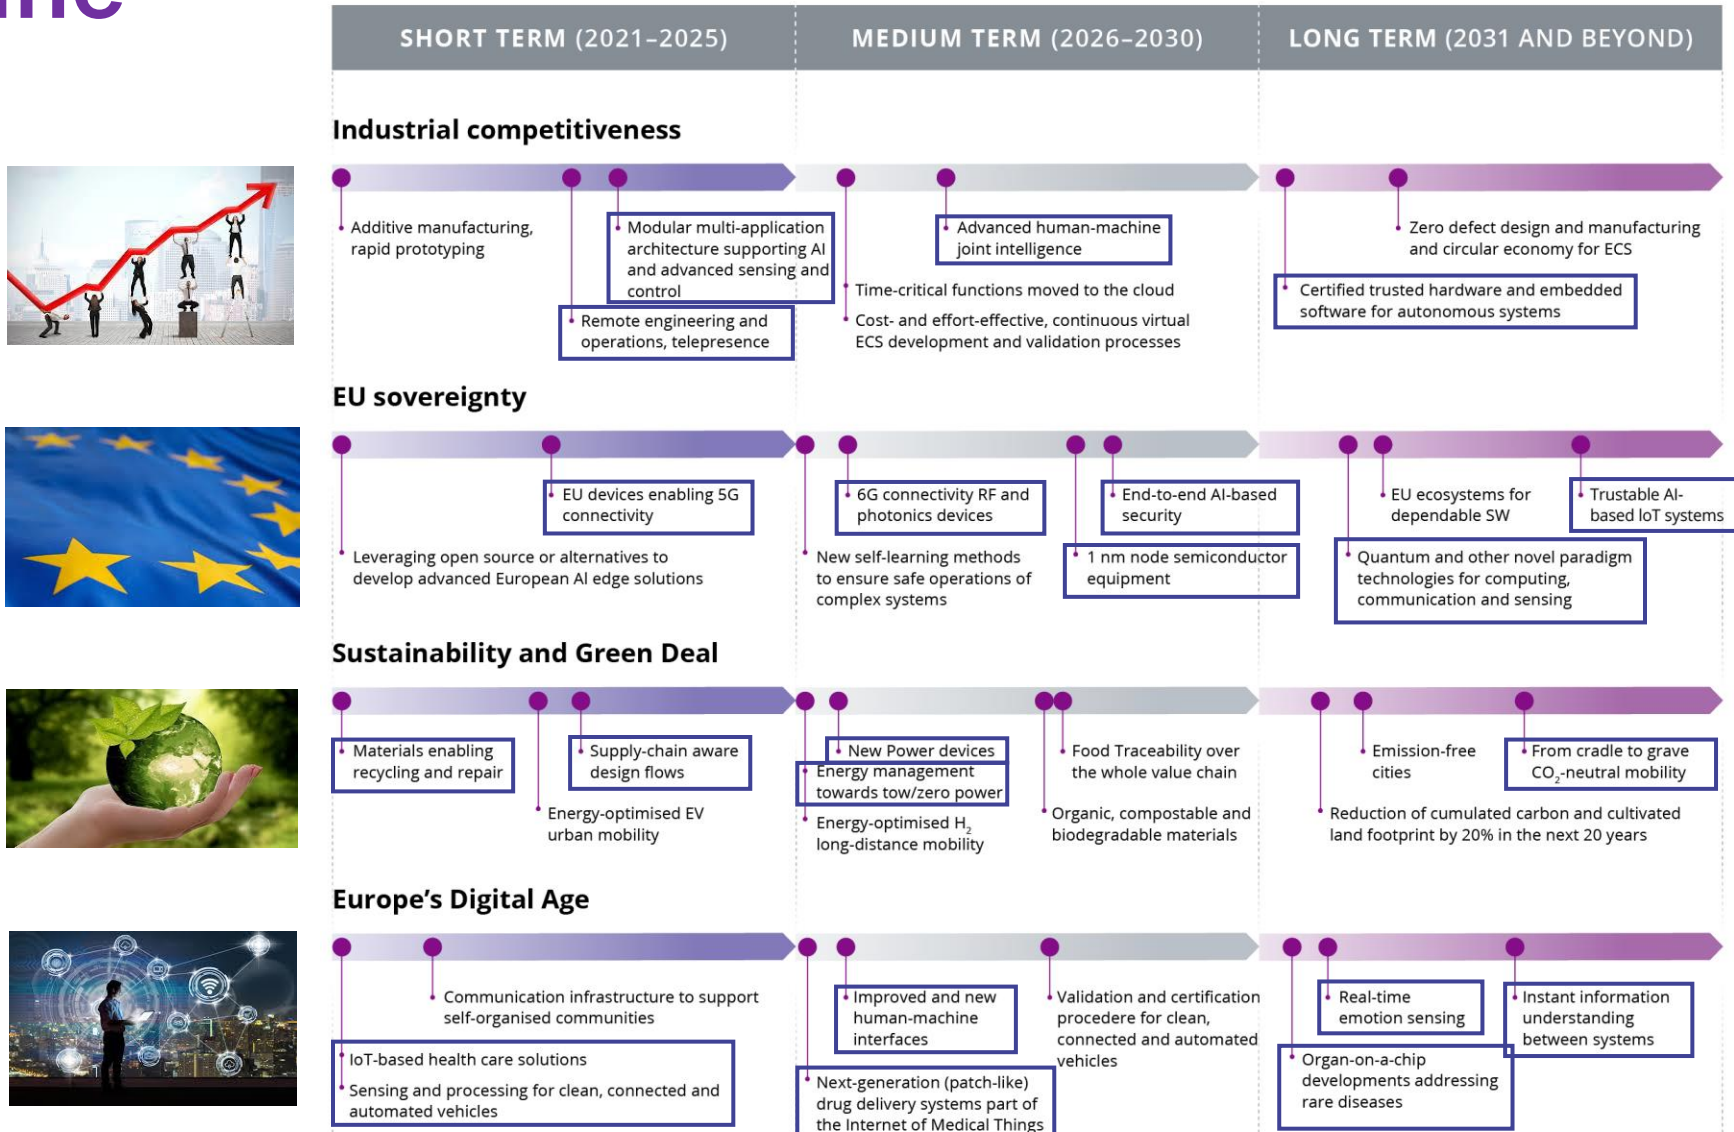 SHORT TERM (2021–2025)
MEDIUM TERM (2026–2030)
LONG TERM (2031 AND BEYOND)
Industrial competitiveness
Additive manufacturing,
rapid prototyping
Modular multi-application
architecture supporting AI
and advanced sensing and
control
Remote engineering and
operations, telepresence
Advanced human-machine
joint intelligence
Time-critical functions moved to the cloud
Cost- and effort-effective, continuous virtual
ECS development and validation processes
Zero defect design and manufacturing
and circular economy for ECS
Certified trusted hardware and embedded
software for autonomous systems
EU sovereignty
EU devices enabling 5G
connectivity
Leveraging open source or alternatives to
develop advanced European AI edge solutions
6G connectivity RF and
photonics devices
End-to-end AI-based
security
New self-learning methods
to ensure safe operations of
complex systems
1 nm node semiconductor
equipment
EU ecosystems for
dependable SW
Trustable AI-
based IoT systems
Quantum and other novel paradigm
technologies for computing,
communication and sensing
Sustainability and Green Deal
Materials enabling
recycling and repair
Supply-chain aware
design flows
Energy-optimised EV
urban mobility
New Power devices
Energy management
towards tow/zero power
Energy-optimised H2
long-distance mobility
Food Traceability over
the whole value chain
Organic, compostable and
biodegradable materials
Emission-free
cities
From cradle to grave
CO2-neutral mobility
Reduction of cumulated carbon and cultivated
land footprint by 20% in the next 20 years
Europe’s Digital Age
Communication infrastructure to support
self-organised communities
IoT-based health care solutions
Sensing and processing for clean, connected and
automated vehicles
Improved and new
human-machine
interfaces
Next-generation (patch-like)
drug delivery systems part of
the Internet of Medical Things
Validation and certification
procedere for clean,
connected and automated
vehicles
Real-time
emotion sensing
Instant information
understanding
between systems
Organ-on-a-chip
developments addressing
rare diseases